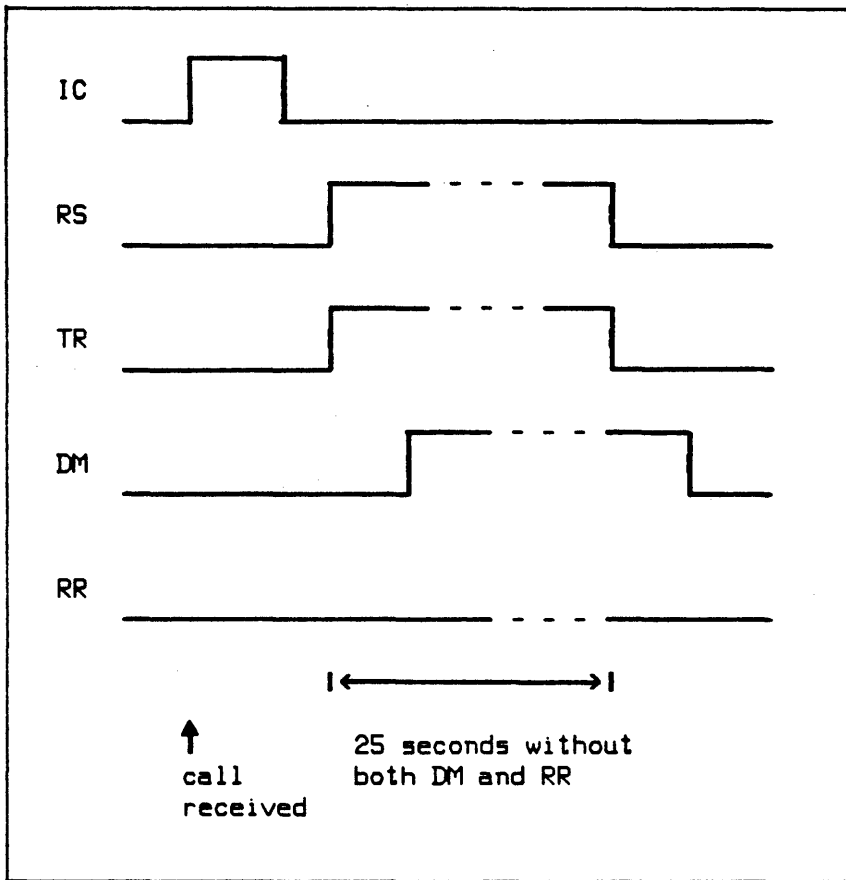 IC
RS
TR
DM
RR
25 seconds without
both DM and RR
call
received